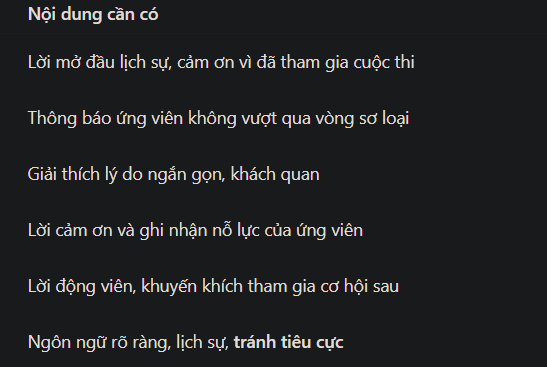 Nội dung cần có
Lời mở đầu lịch sự, cảm ơn vì đã tham gia cuộc thi
Thông báo ứng viên không vượt qua vòng sơ loại
Giải thích lý do ngắn gọn, khách quan
Lời cảm ơn và ghi nhận nỗ lực của ứng viên
Lời động viên, khuyến khích tham gia cơ hội sau
Ngôn ngữ rõ ràng, lịch sự, tránh tiêu cực